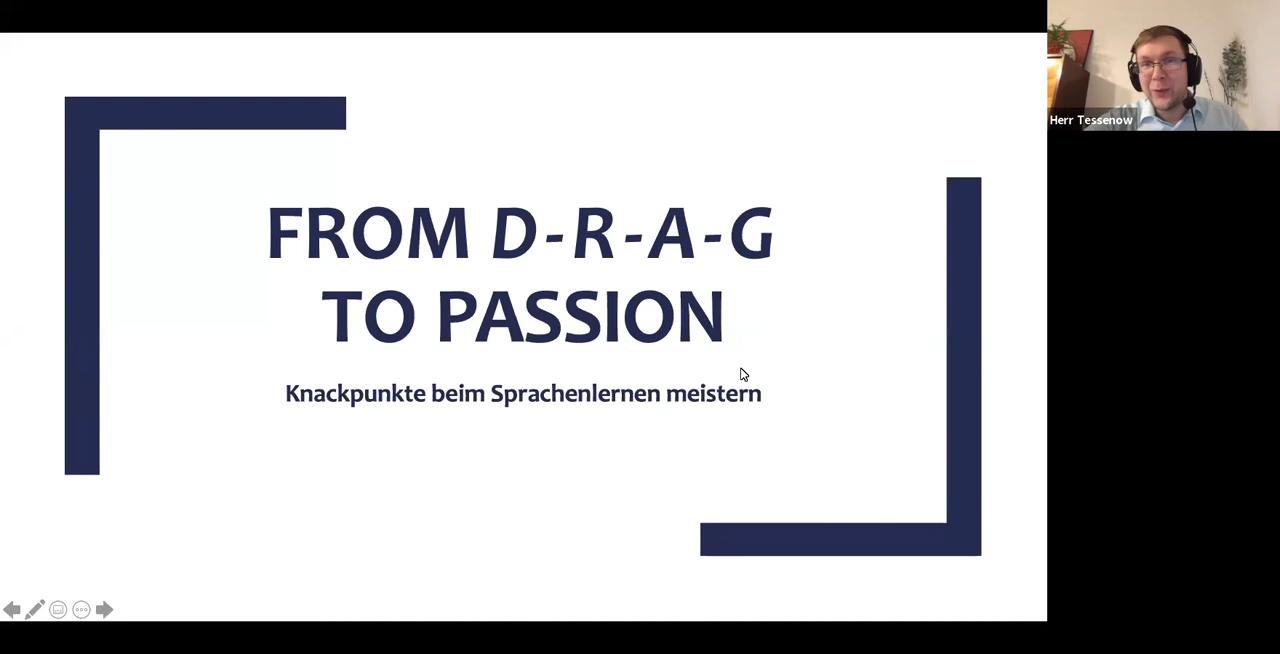 FROM D-R-A-G
TO PASSION
Knackpunkte beim Sprachenlernen meistern
Herr Tessenow